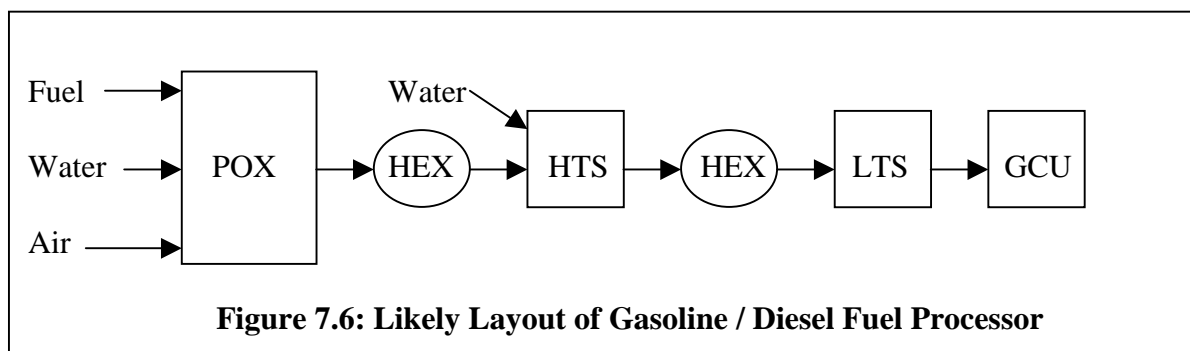 Fuel
Water
Air
POX
HEX
Water
HTS
HEX
LTS
GCU
Figure 7.6: Likely Layout of Gasoline / Diesel Fuel Processor